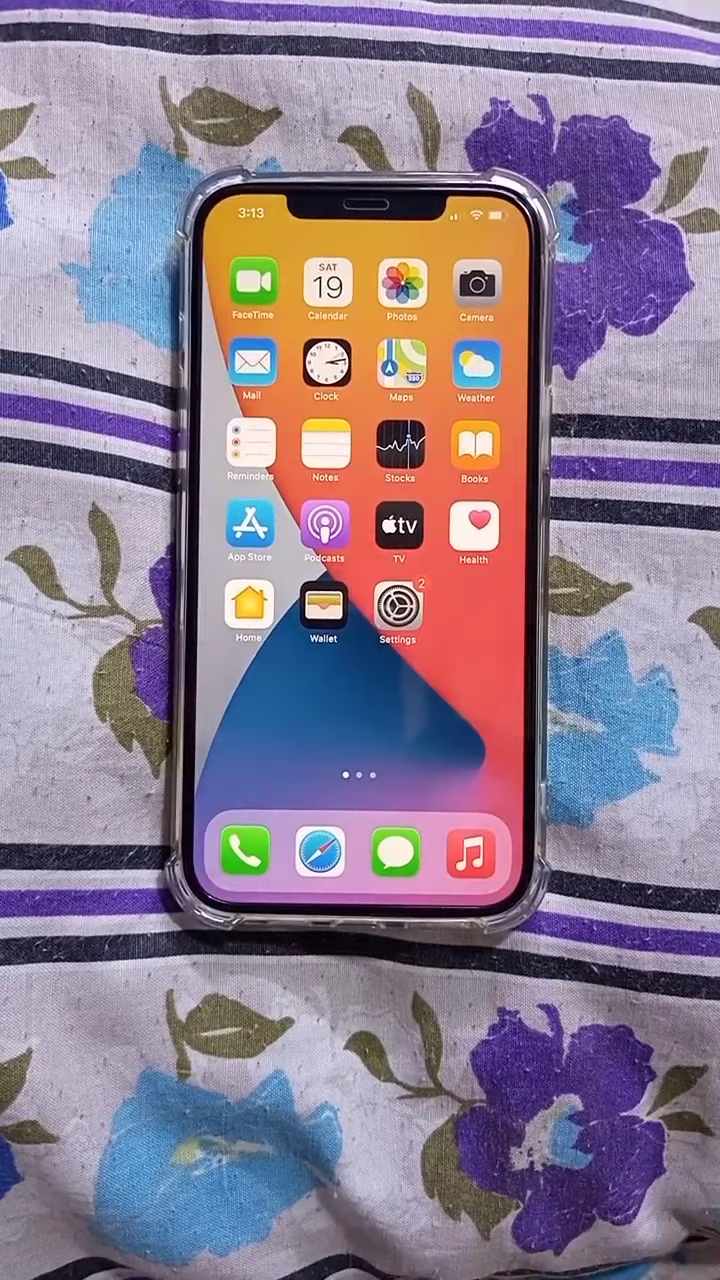 3:13
SAT
19
FaceTime
Calendar
Photos
Camera
Mail
Clock
Maps
Weather
Reminders
Notes
Stocks
Books
App Store
Podcasts
tv
TV
Health
2
Home
Wallet
Settings